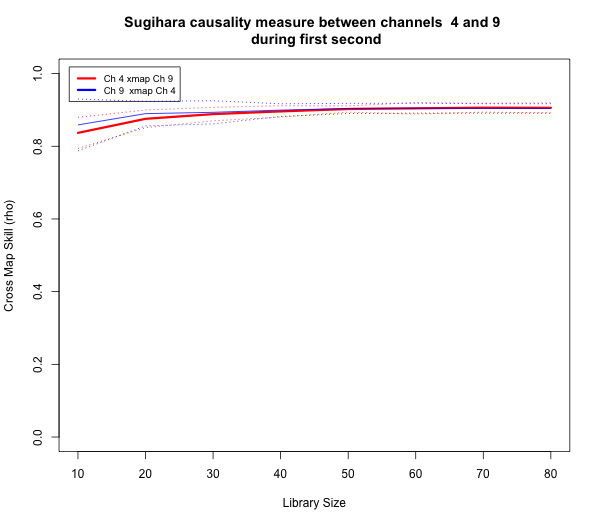 Sugihara causality measure between channels  4 and 9
during first second
Ch 4 xmap Ch 9
Ch 9  xmap Ch 4
Cross Map Skill (rho)
1.0
0.8
0.6
0.4
0.2
0.0
10 20 30 40 50 60 70 80
Library Size